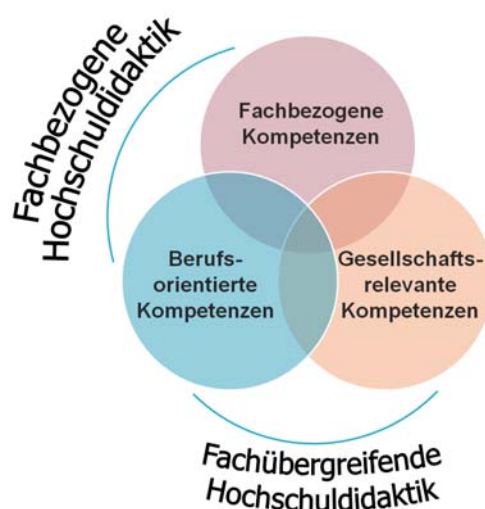 Fachbezogene
Hochschuldidaktik
Fachbezogene
Kompetenzen
Berufs-
orientierte
Kompetenzen
Gesellschafts-
relevante
Kompetenzen
Fachübergreifende
Hochschuldidaktik